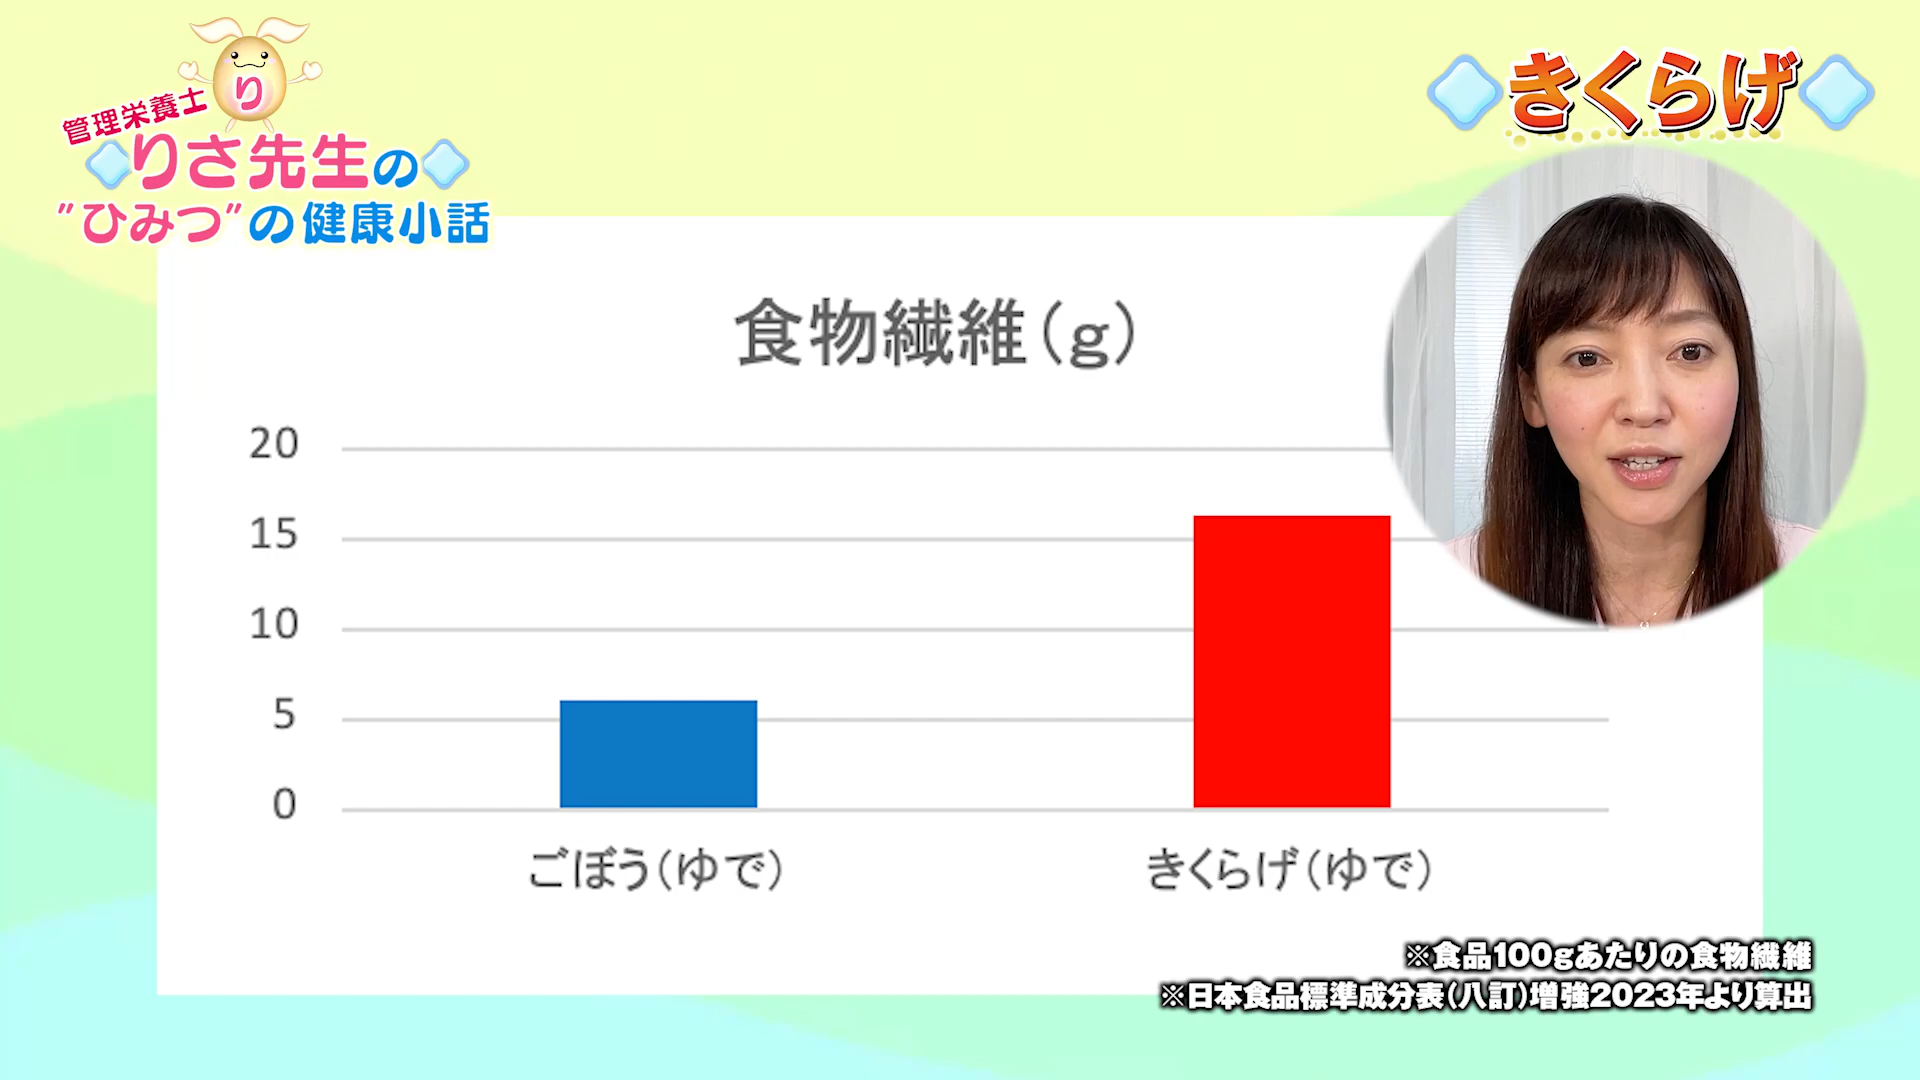 り
管理栄養士
りさ先生の
"ひみつ"の健康小話
きくらげ
食物繊維(g)
20
15
10
5
0
ごぼう(ゆで)
きくらげ(ゆで)
※食品100gあたりの食物繊維
※日本食品標準成分表(八訂)増強2023年より算出